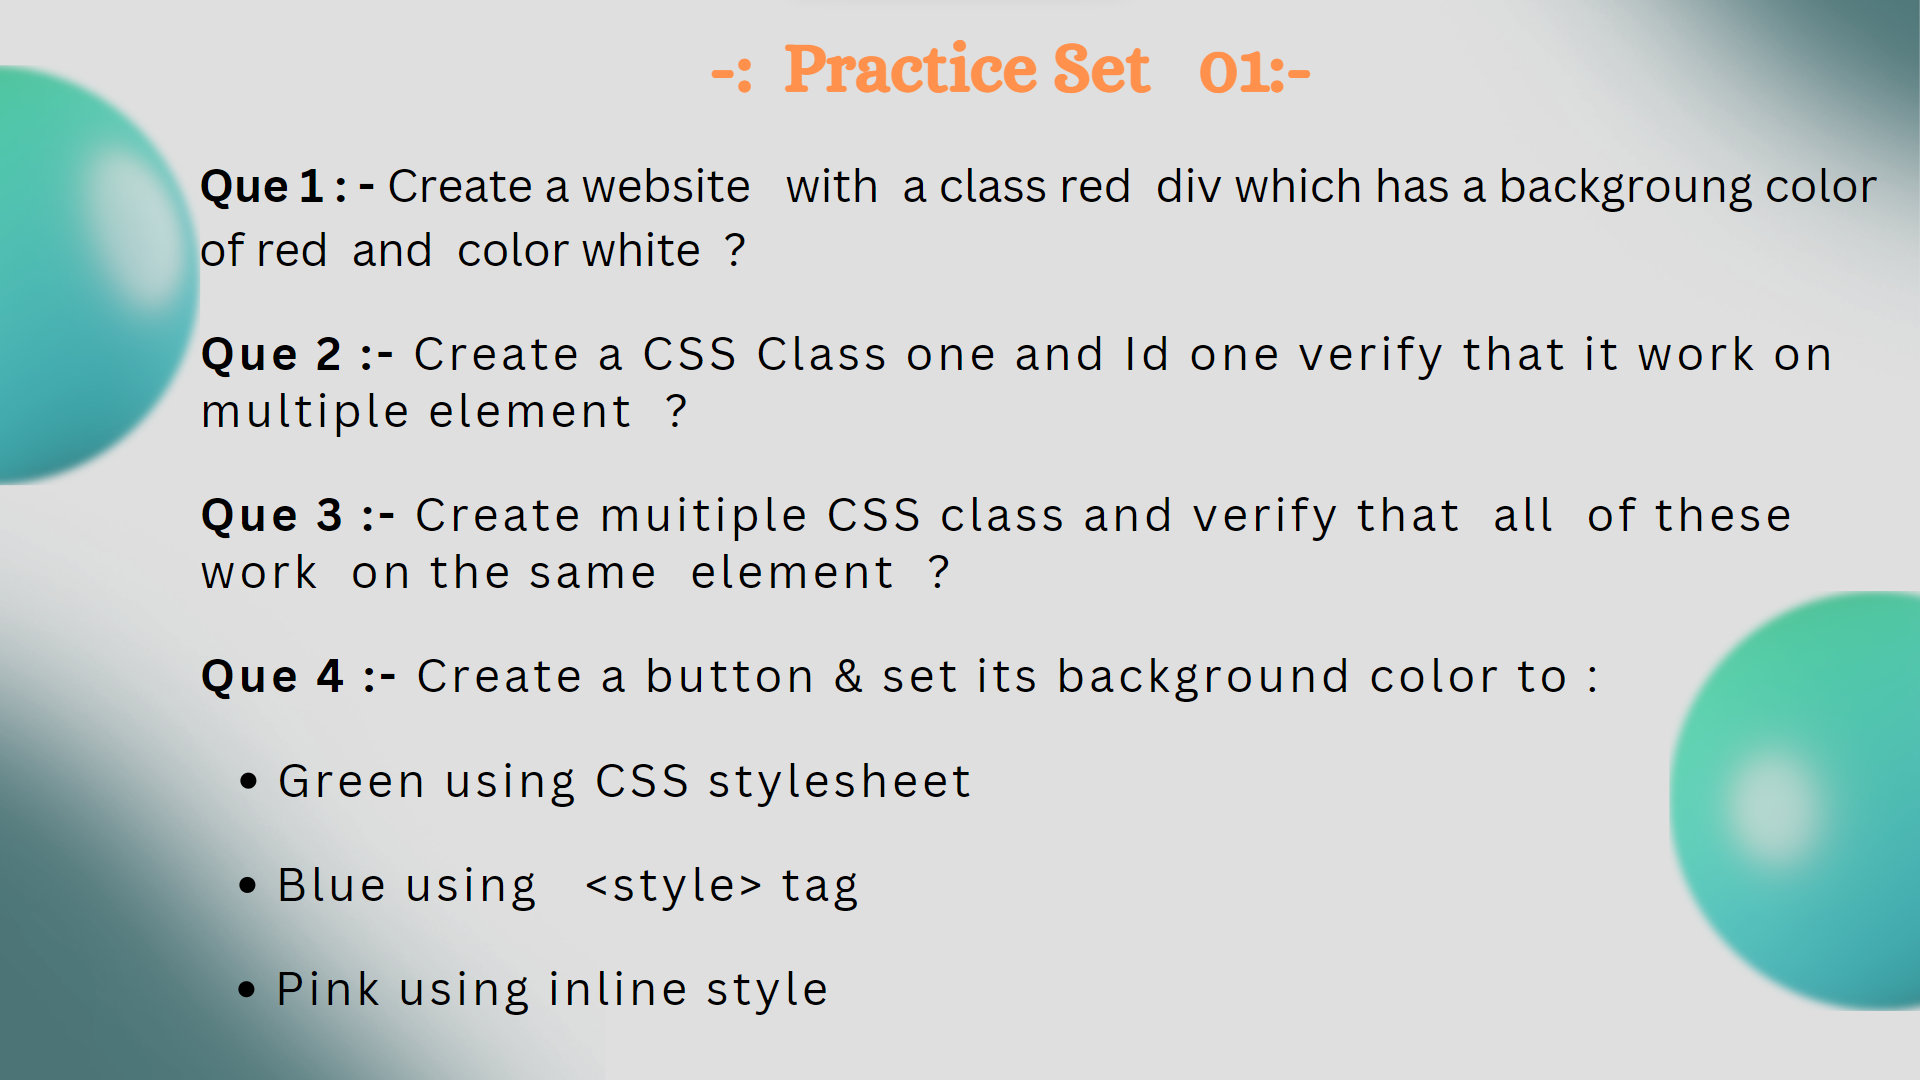 -: Practice Set 01:-
Que 1 : - Create a website with a class red div which has a backgroung color
of red and color white ?
Que 2 :- Create a CSS Class one and Id one verify that it work on
multiple element ?
Que 3 :- Create muitiple CSS class and verify that all of these
work on the same element ?
Que 4 :- Create a button & set its background color to :
• Green using CSS stylesheet
• Blue using <style> tag
• Pink using inline style